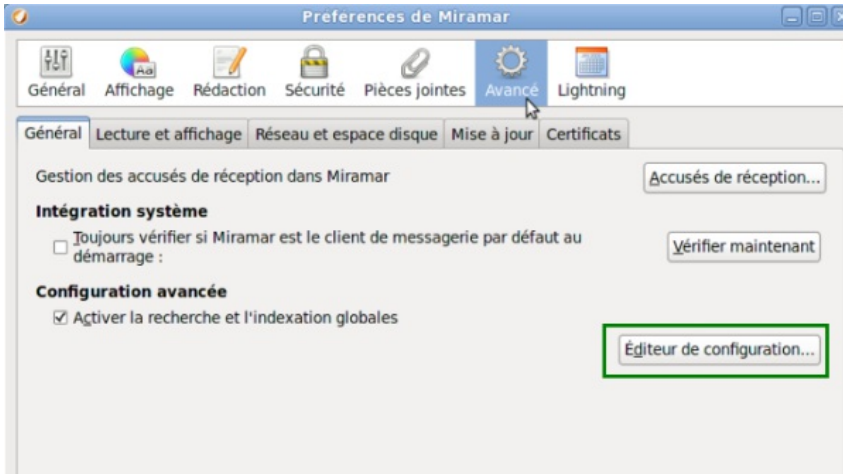 Préférences de Miramar
Général Affichage Rédaction Sécurité Pièces jointes Avancé Lightning
Général Lecture et affichage Réseau et espace disque Mise à jour Certificats
Gestion des accusés de réception dans Miramar Accusés de réception...
Intégration système
Toujours vérifier si Miramar est le client de messagerie par défaut au
démarrage :
Vérifier maintenant
Configuration avancée
Activer la recherche et l'indexation globales
Éditeur de configuration...